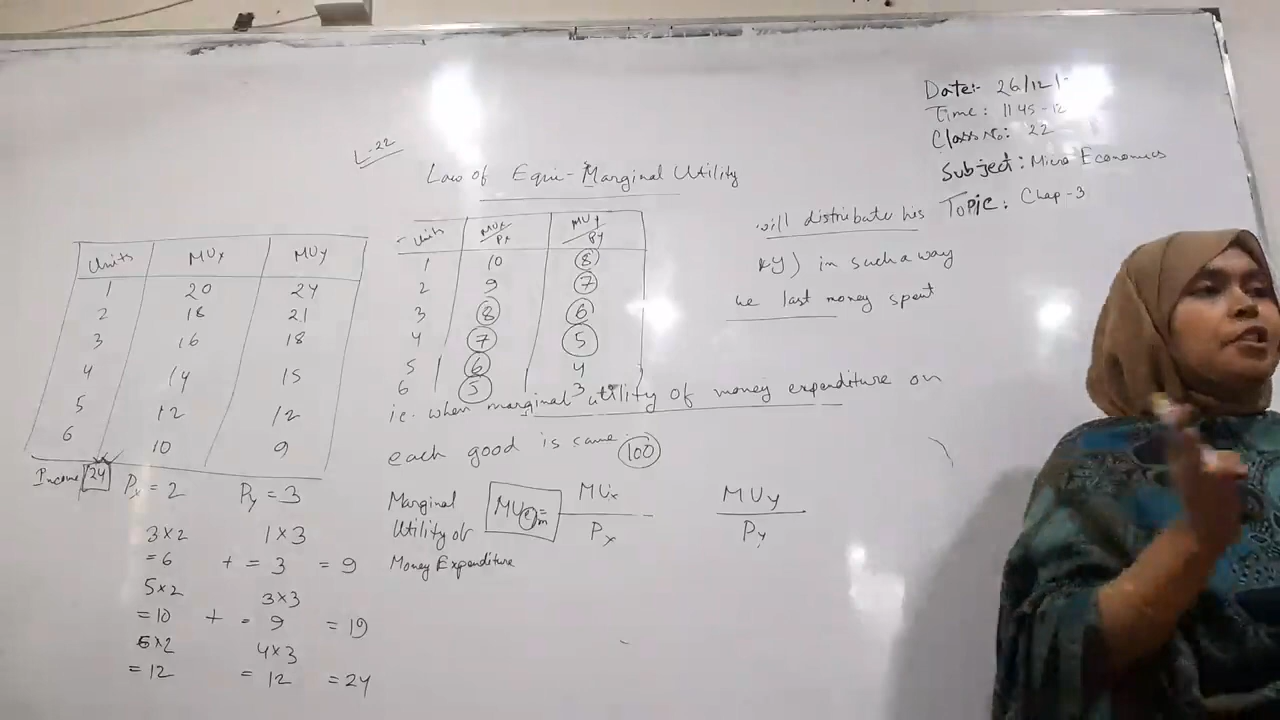 L-22
Law of Equi-Marginal Utility
Date:- 26/12/
Time: 11 45-12
Class No: 22
Subject: Micro Economics
Topic: Chap-3
Units MUx MUy
1 20 24
2 18 21
3 16 18
4 14 15
5 12 12
6 10 9
Income 24 Px = 2 Py = 3
3x2 1x3
= 6 + = 3 = 9
5x2 3x3
= 10 + = 9 = 19
6x2 4x3
= 12 = 12 = 24
Units MUx/Px MUy/Py
1 10 8
2 9 7
3 8 6
4 7 5
5 6 4
6 5 3
will distribute his
y) in such a way
he last money spent
ie. when marginal utility of money expenditure on
each good is same 100
Marginal
Utility of
Money Expenditure
MUem = MUx/Px MUy/Py